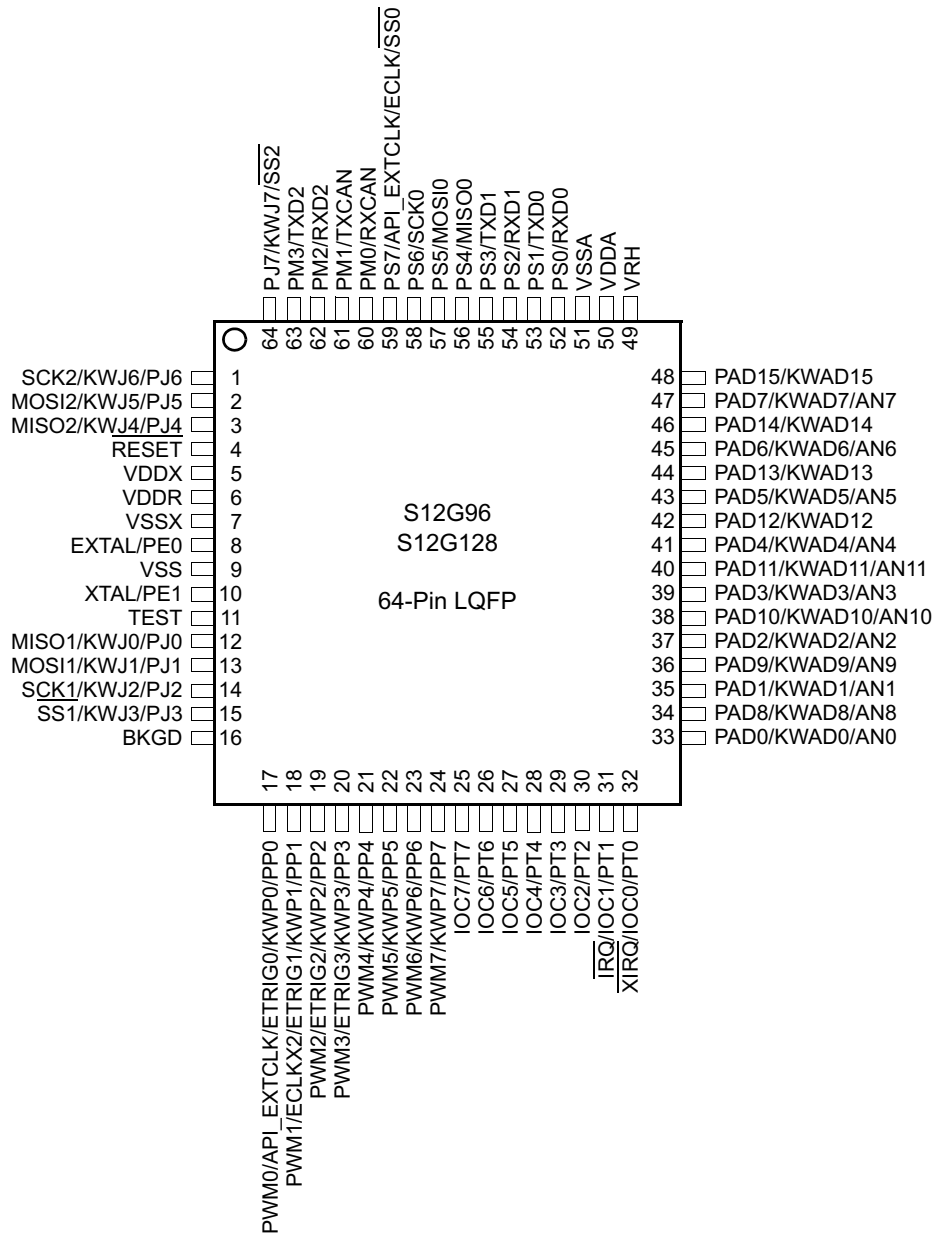 PJ7/KWJ7/SS2
PM3/TXD2
PM2/RXD2
PM1/TXCAN
PM0/RXCAN
PS7/API_EXTCLK/ECLK/SS0
PS6/SCK0
PS5/MOSI0
PS4/MISO0
PS3/TXD1
PS2/RXD1
PS1/TXD0
PS0/RXD0
VSSA
VDDA
VRH
64
63
62
61
60
59
58
57
56
55
54
53
52
51
50
49
SCK2/KWJ6/PJ6 1
MOSI2/KWJ5/PJ5 2
MISO2/KWJ4/PJ4 3
RESET 4
VDDX 5
VDDR 6
VSSX 7
EXTAL/PE0 8
VSS 9
XTAL/PE1 10
TEST 11
MISO1/KWJ0/PJ0 12
MOSI1/KWJ1/PJ1 13
SCK1/KWJ2/PJ2 14
SS1/KWJ3/PJ3 15
BKGD 16
S12G96
S12G128
64-Pin LQFP
48 PAD15/KWAD15
47 PAD7/KWAD7/AN7
46 PAD14/KWAD14
45 PAD6/KWAD6/AN6
44 PAD13/KWAD13
43 PAD5/KWAD5/AN5
42 PAD12/KWAD12
41 PAD4/KWAD4/AN4
40 PAD11/KWAD11/AN11
39 PAD3/KWAD3/AN3
38 PAD10/KWAD10/AN10
37 PAD2/KWAD2/AN2
36 PAD9/KWAD9/AN9
35 PAD1/KWAD1/AN1
34 PAD8/KWAD8/AN8
33 PAD0/KWAD0/AN0
17
18
19
20
21
22
23
24
25
26
27
28
29
30
31
32
PWM0/API_EXTCLK/ETRIG0/KWP0/PP0
PWM1/ECLKX2/ETRIG1/KWP1/PP1
PWM2/ETRIG2/KWP2/PP2
PWM3/ETRIG3/KWP3/PP3
PWM4/KWP4/PP4
PWM5/KWP5/PP5
PWM6/KWP6/PP6
PWM7/KWP7/PP7
IOC7/PT7
IOC6/PT6
IOC5/PT5
IOC4/PT4
IOC3/PT3
IOC2/PT2
IRQ/IOC1/PT1
XIRQ/IOC0/PT0